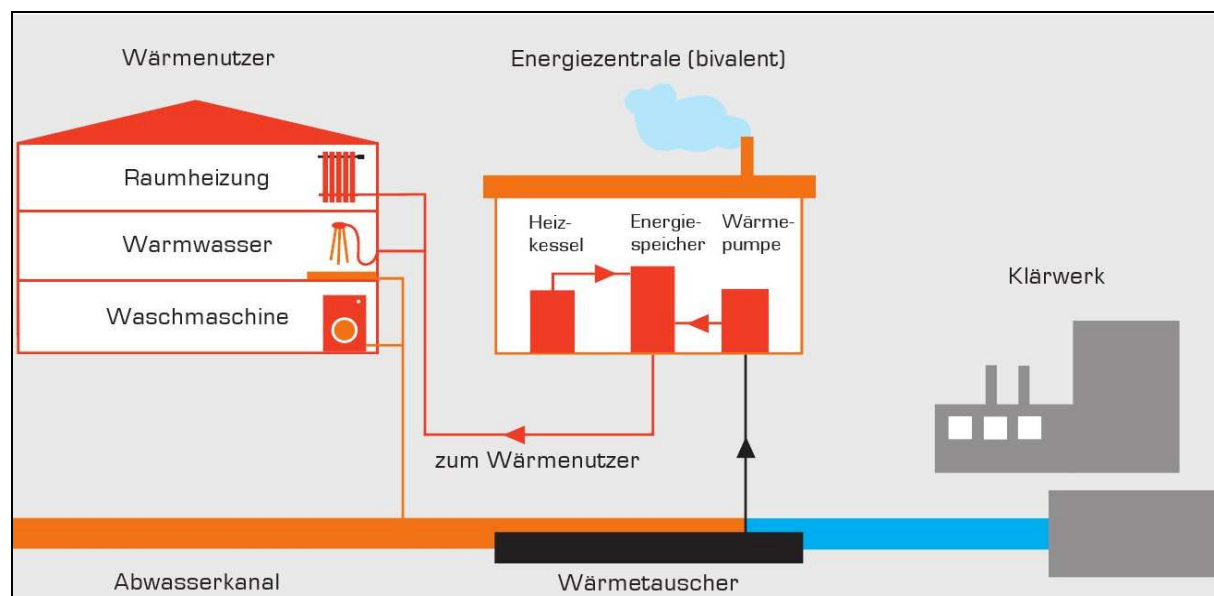 Wärmenutzer
Energiezentrale (bivalent)
Raumheizung
Warmwasser
Waschmaschine
Heiz-
kessel
Energie-
speicher
Wärme-
pumpe
Klärwerk
zum Wärmenutzer
Abwasserkanal
Wärmetauscher